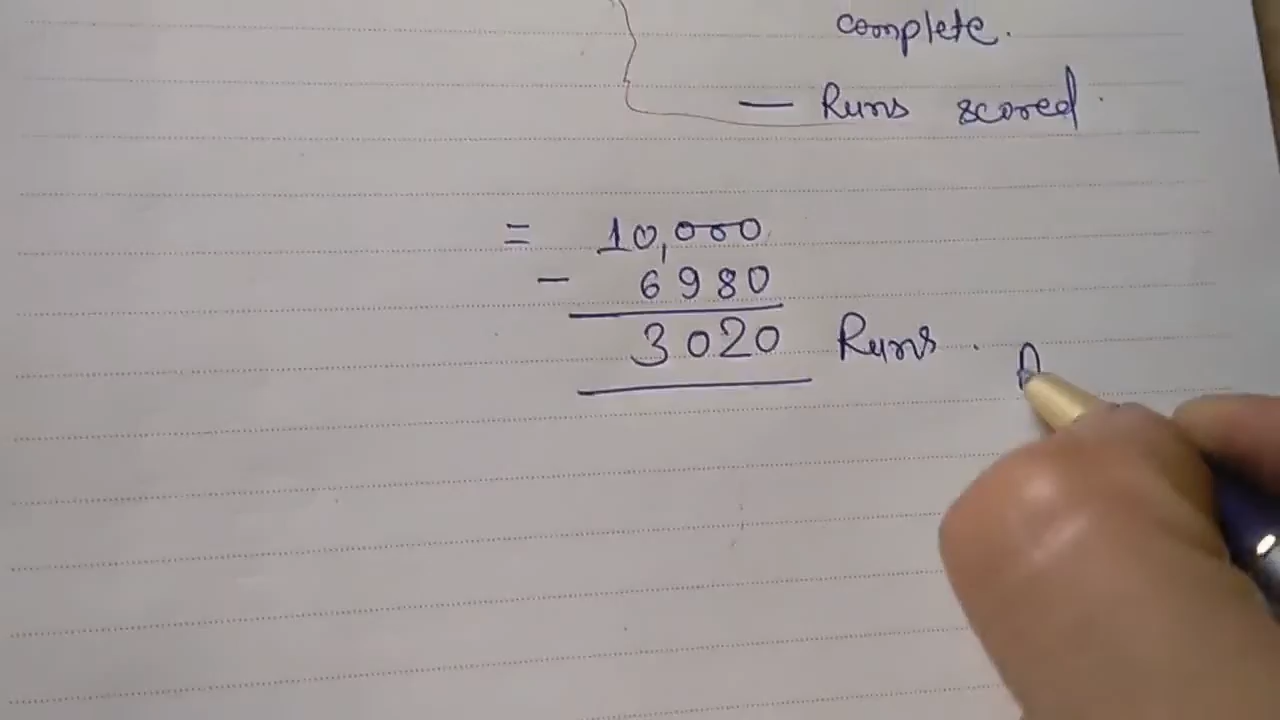 complete.
— Runs scored.
= 10,000
− 6980
3020 Runs.
A